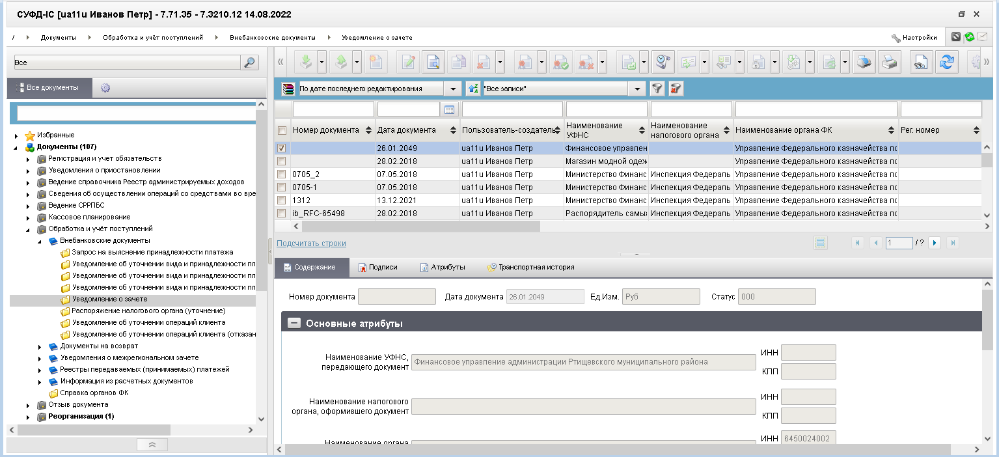 СУФД-IC [ua11u Иванов Петр] - 7.71.35 - 7.3210.12 14.08.2022
/ Документы Обработка и учёт поступлений Внебанковские документы Уведомление о зачете
Настройки
Все
Все документы
Избранные
Документы (107)
Регистрация и учет обязательств
Уведомления о приостановлении
Ведение справочника Реестр администрируемых доходов
Сведения об осуществлении операций со средствами во вре
Ведение СРРПБС
Кассовое планирование
Обработка и учёт поступлений
Внебанковские документы
Запрос на выяснение принадлежности платежа
Уведомление об уточнении вида и принадлежности пл
Уведомление об уточнении вида и принадлежности пл
Уведомление об уточнении вида и принадлежности пл
Уведомление о зачете
Распоряжение налогового органа (уточнение)
Уведомление об уточнении операций клиента
Уведомление об уточнении операций клиента (отказан
Документы на возврат
Уведомления о межрегиональном зачете
Реестры передаваемых (принимаемых) платежей
Информация из расчетных документов
Справка органов ФК
Отзыв документа
Реорганизация (1)
По дате последнего редактирования "Все записи"
Номер документа Дата документа Пользователь-создатель Наименование УФНС Наименование налогового органа Наименование органа ФК Рег. номер
26.01.2049 ua11u Иванов Петр Финансовое управлен Управление Федерального казначейства по
28.02.2018 ua11u Иванов Петр Магазин модной одеж Управление Федерального казначейства по
0705_2 07.05.2018 ua11u Иванов Петр Министерство Финанс Инспекция Федераль Управление Федерального казначейства по
0705-1 07.05.2018 ua11u Иванов Петр Министерство Финанс Инспекция Федераль Управление Федерального казначейства по
1312 13.12.2021 ua11u Иванов Петр Министерство Финанс Инспекция Федераль Управление Федерального казначейства по
ib_RFC-65498 28.02.2018 ua11u Иванов Петр Распорядитель самых Инспекция Федераль Управление Федерального казначейства по
Подсчитать строки
1 / ?
Содержание Подписи Атрибуты Транспортная история
Номер документа Дата документа 26.01.2049 Ед.Изм. Руб Статус 000
Основные атрибуты
Наименование УФНС, передающего документ Финансовое управление администрации Ртищевского муниципального района
ИНН
КПП
Наименование налогового органа, оформившего документ
ИНН
КПП
Наименование органа
ИНН 6450024002